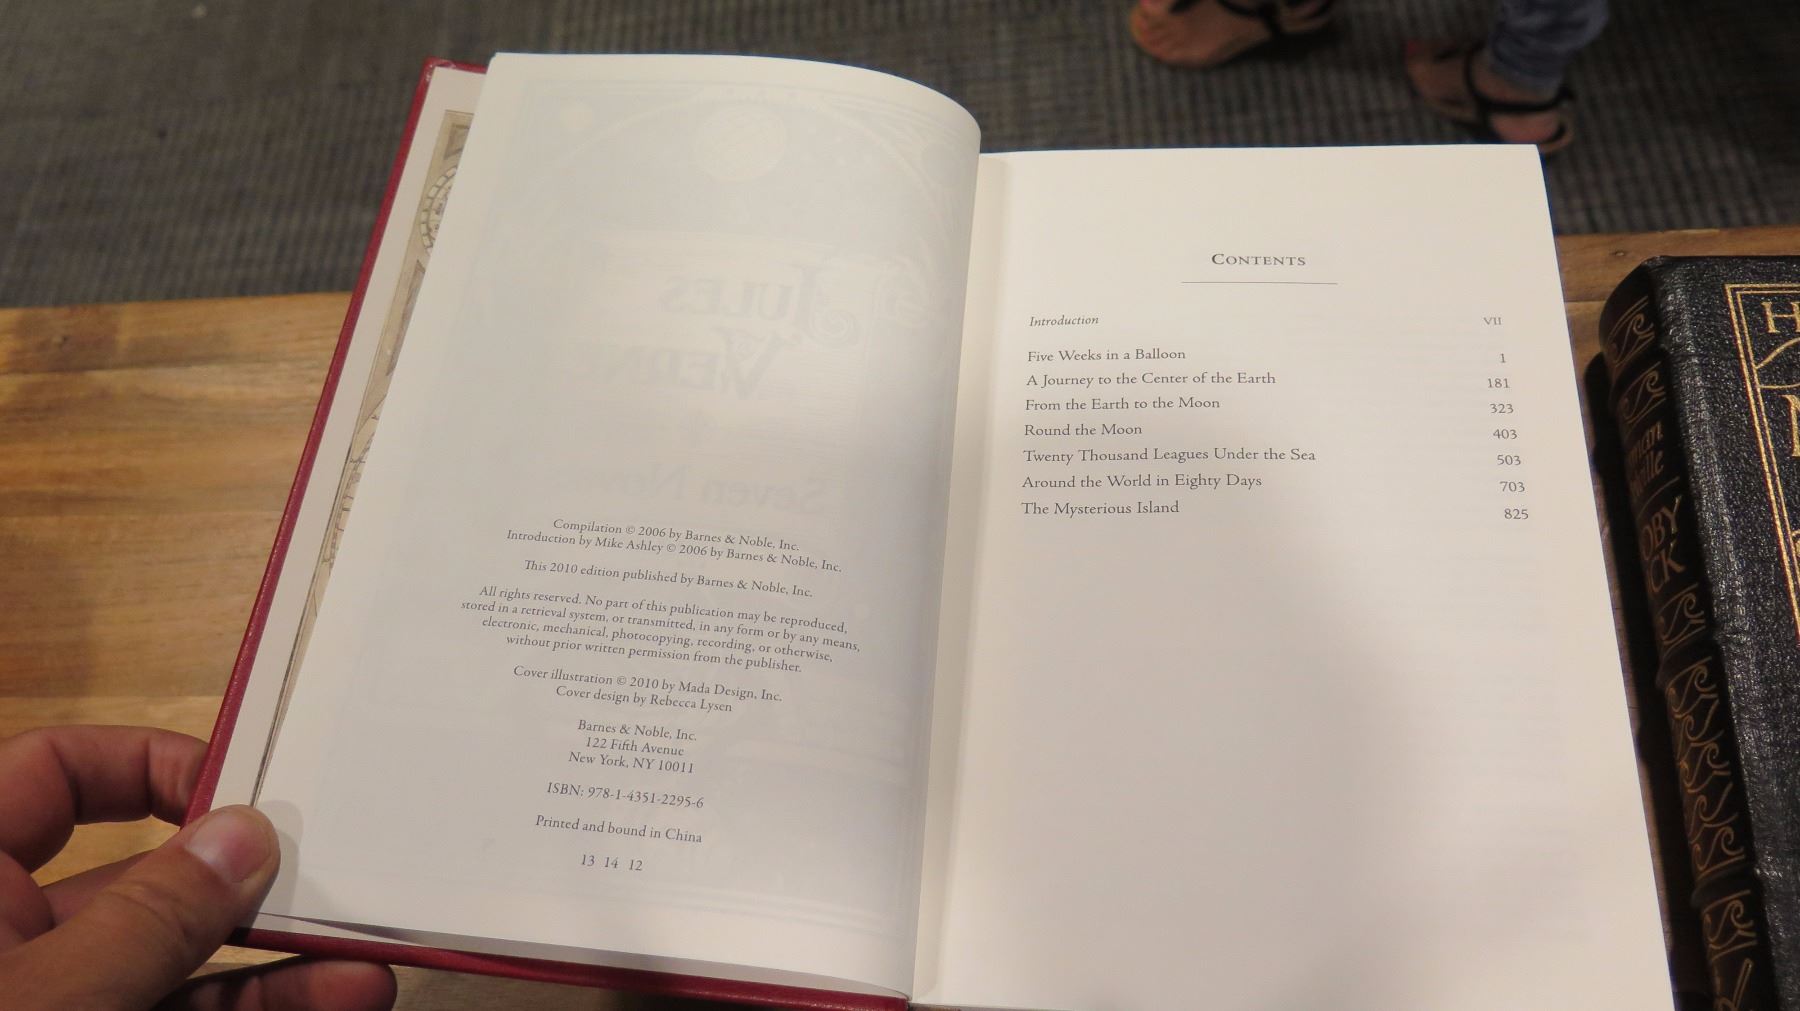 JULES
VERNE
Seven
Compilation © 2006 by Barnes & Noble, Inc.
Introduction by Mike Ashley © 2006 by Barnes & Noble, Inc.
This 2010 edition published by Barnes & Noble, Inc.
All rights reserved. No part of this publication may be reproduced,
stored in a retrieval system, or transmitted, in any form or by any means,
electronic, mechanical, photocopying, recording, or otherwise,
without prior written permission from the publisher.
Cover illustration © 2010 by Mada Design, Inc.
Cover design by Rebecca Lysen
Barnes & Noble, Inc.
122 Fifth Avenue
New York, NY 10011
ISBN: 978-1-4351-2295-6
Printed and bound in China
13 14 12
CONTENTS
Introduction VII
Five Weeks in a Balloon 1
A Journey to the Center of the Earth 181
From the Earth to the Moon 323
Round the Moon 403
Twenty Thousand Leagues Under the Sea 503
Around the World in Eighty Days 703
The Mysterious Island 825